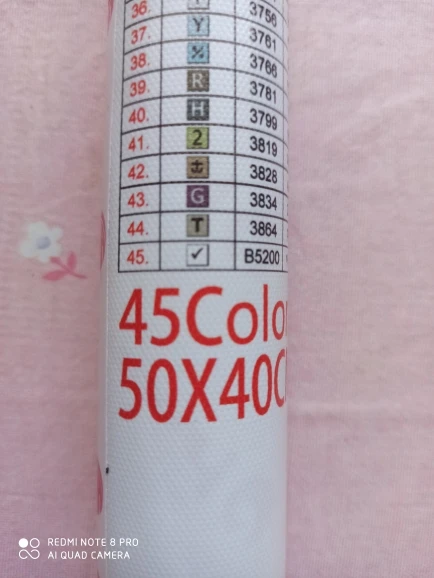 36. 3756
37. Y 3761
38. 3766
39. R 3781
40. H 3799
41. 2 3819
42. 3828
43. G 3834
44. T 3864
45. ✓ B5200
45Color
50X40C
REDMI NOTE 8 PRO
AI QUAD CAMERA